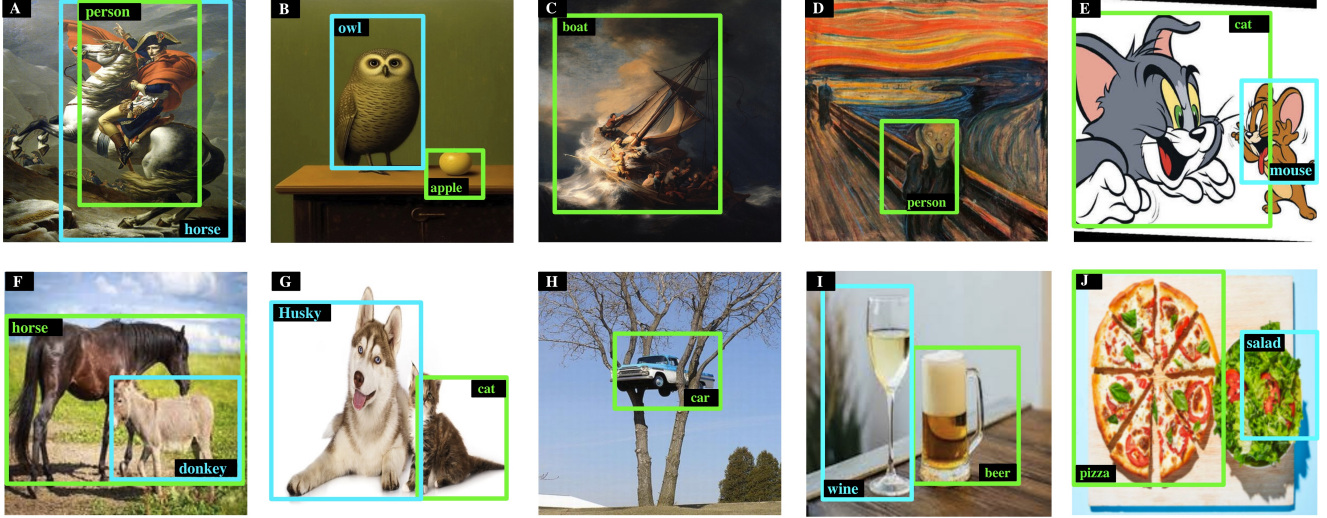 A
person
horse
B
owl
apple
C
boat
D
person
E
cat
mouse
F
horse
donkey
G
Husky
cat
H
car
I
wine
beer
J
pizza
salad